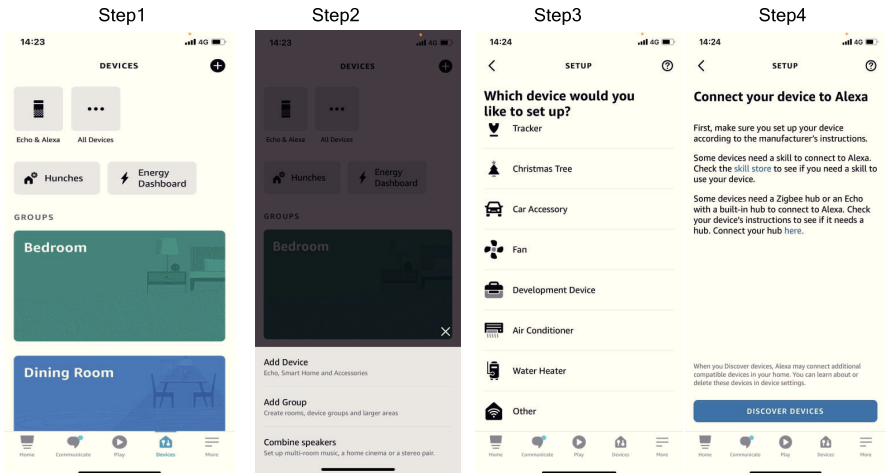 Step1
Step2
Step3
Step4
14:23
4G
DEVICES
Echo & Alexa
All Devices
Hunches
Energy
Dashboard
GROUPS
Bedroom
Dining Room
Home
Communicate
Play
Devices
More
14:23
4G
DEVICES
Echo & Alexa
All Devices
Hunches
Energy
Dashboard
GROUPS
Bedroom
Add Device
Echo, Smart Home and Accessories
Add Group
Create rooms, device groups and larger areas
Combine speakers
Set up multi-room music, a home cinema or a stereo pair.
14:24
4G
SETUP
Which device would you
like to set up?
Tracker
Christmas Tree
Car Accessory
Fan
Development Device
Air Conditioner
Water Heater
Other
Home
Communicate
Play
Devices
More
14:24
4G
SETUP
Connect your device to Alexa
First, make sure you set up your device
according to the manufacturer's instructions.
Some devices need a skill to connect to Alexa.
Check the skill store to see if you need a skill to
use your device.
Some devices need a Zigbee hub or an Echo
with a built-in hub to connect to Alexa. Check
your device's instructions to see if it needs a
hub. Connect your hub here.
When you Discover devices, Alexa may connect additional
compatible devices in your home. You can learn about or
delete these devices in device settings.
DISCOVER DEVICES
Home
Communicate
Play
Devices
More